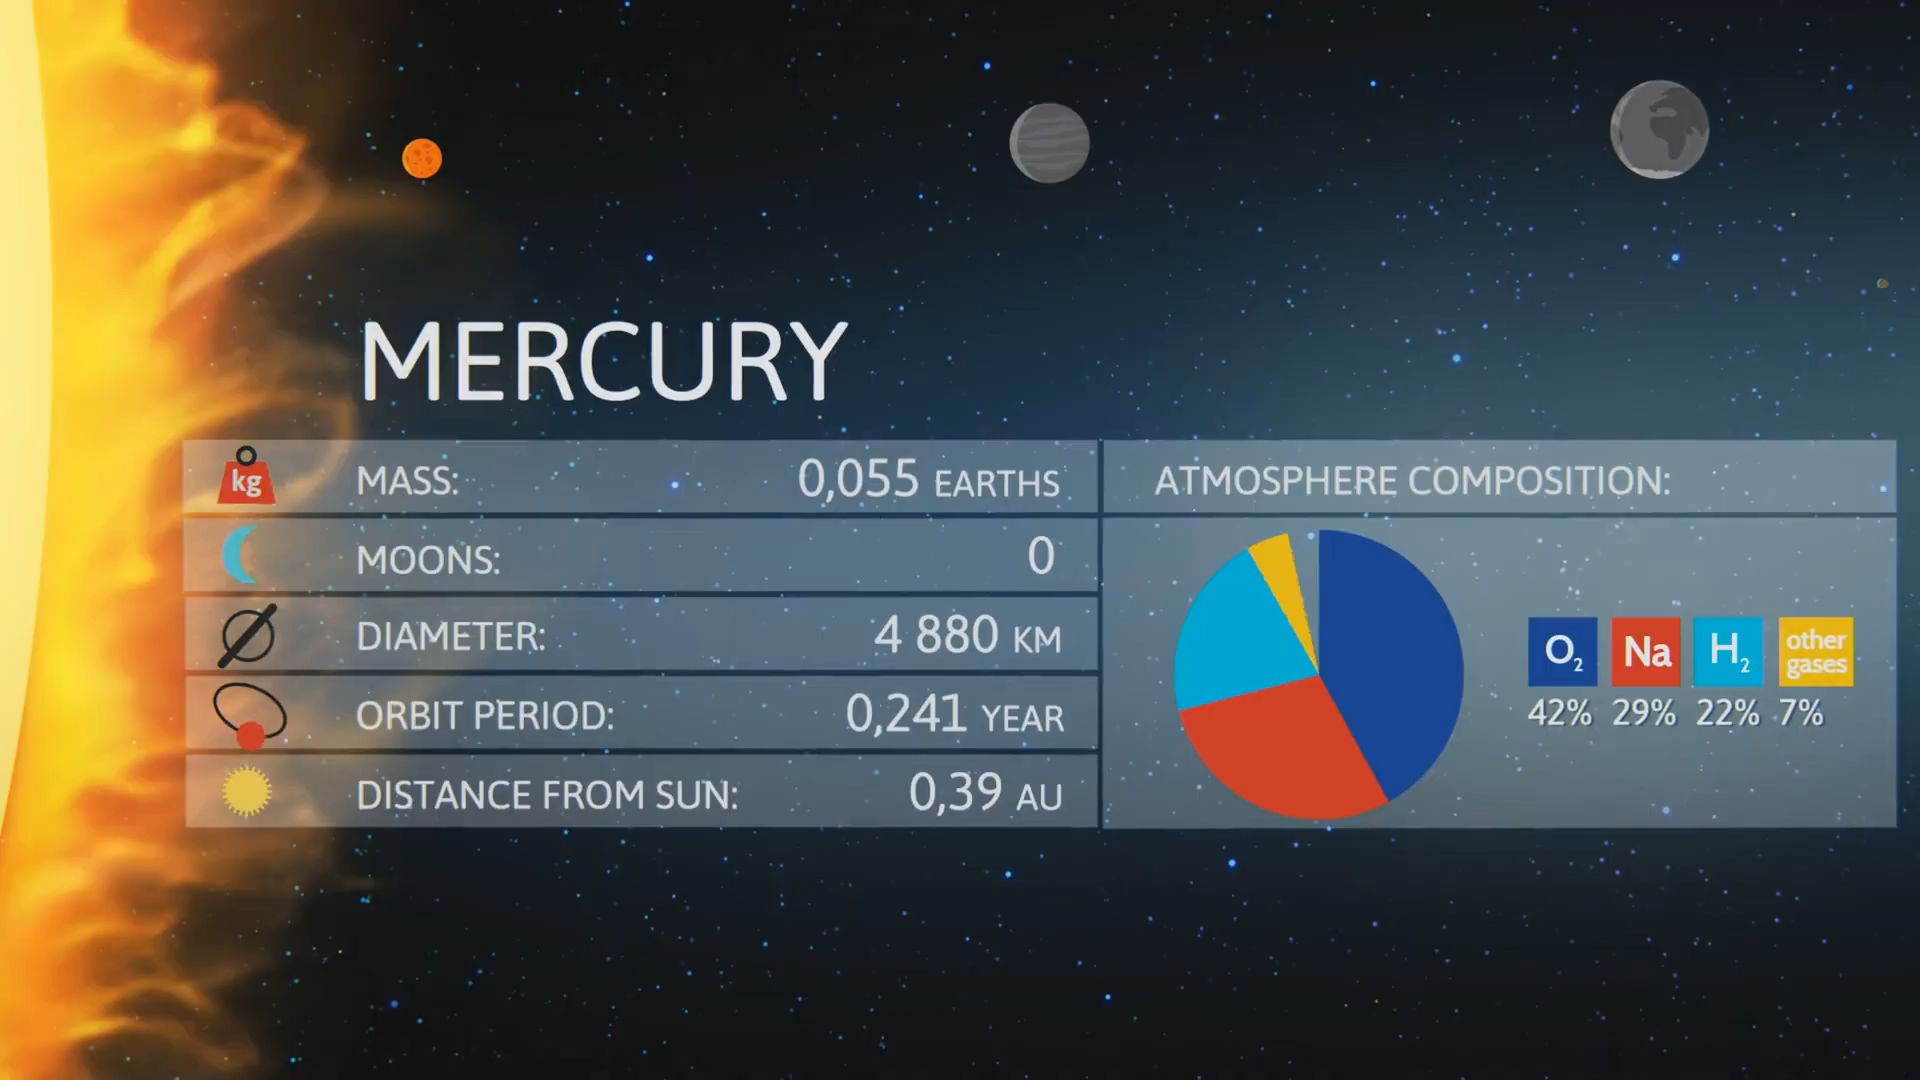 MERCURY
kg MASS: 0,055 EARTHS
MOONS: 0
DIAMETER: 4 880 KM
ORBIT PERIOD: 0,241 YEAR
DISTANCE FROM SUN: 0,39 AU
ATMOSPHERE COMPOSITION:
O₂ Na H₂ other gases
42% 29% 22% 7%